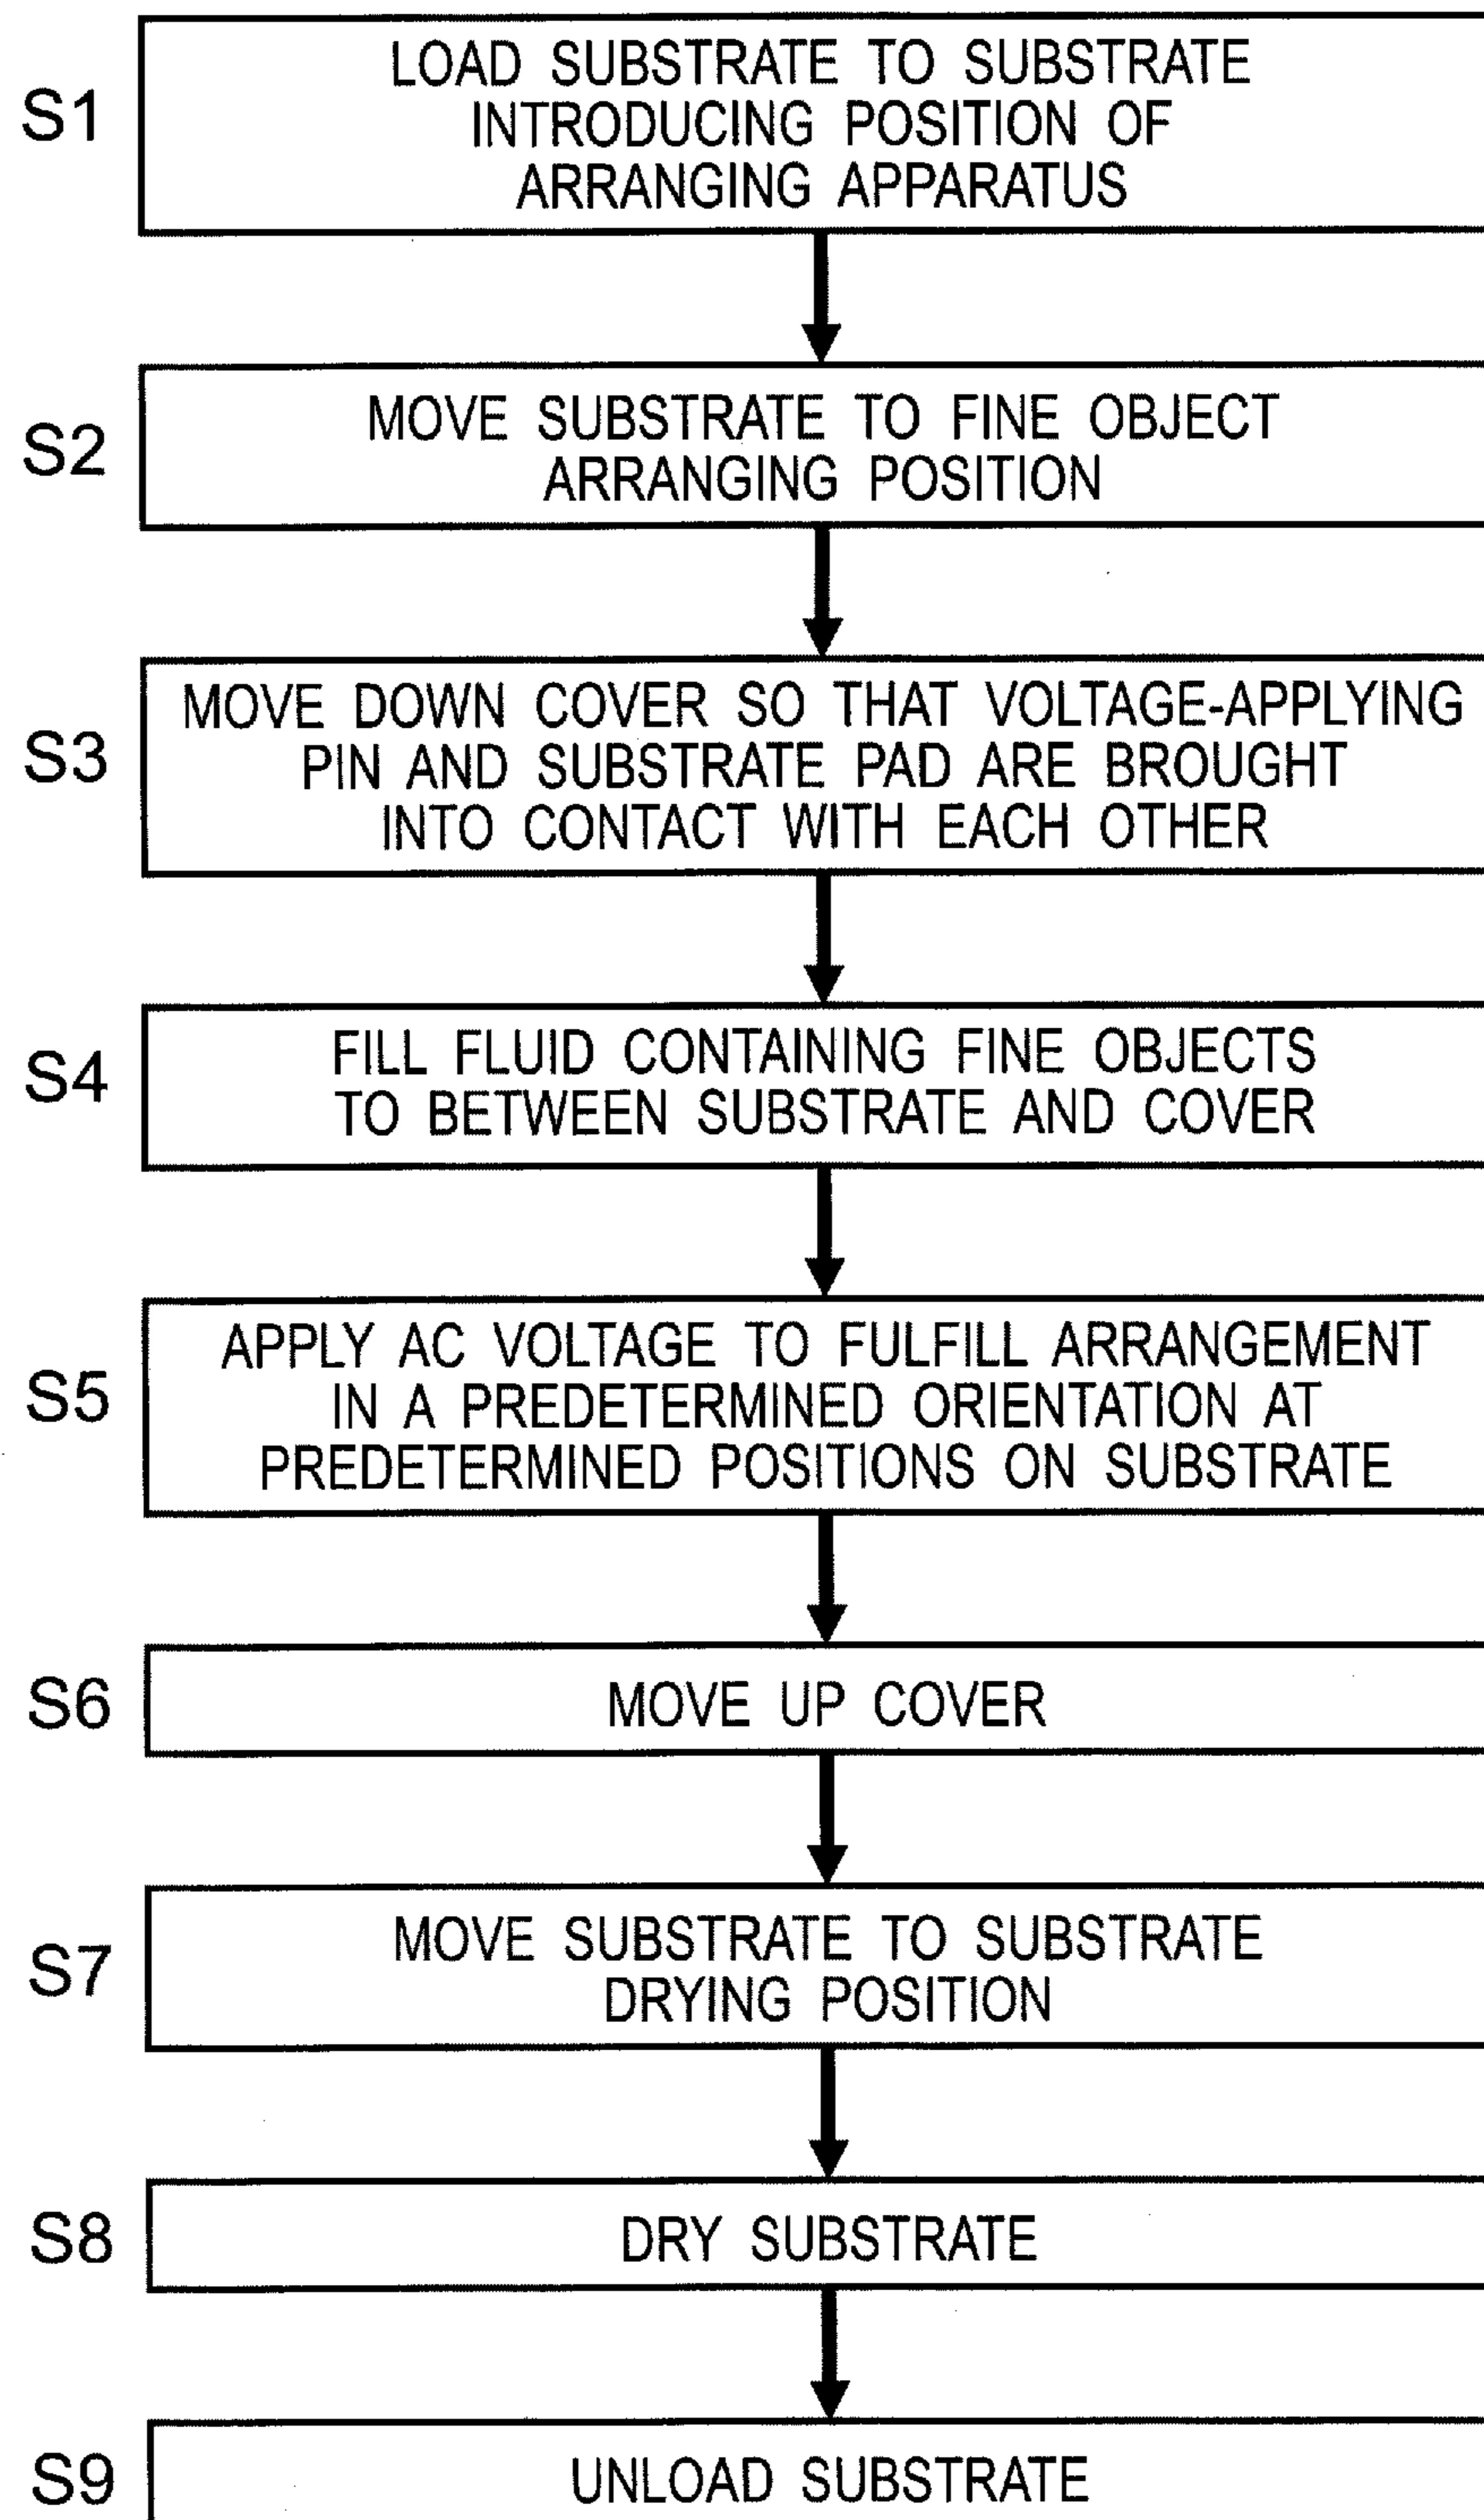 S1
LOAD SUBSTRATE TO SUBSTRATE
INTRODUCING POSITION OF
ARRANGING APPARATUS
S2
MOVE SUBSTRATE TO FINE OBJECT
ARRANGING POSITION
S3
MOVE DOWN COVER SO THAT VOLTAGE-APPLYING
PIN AND SUBSTRATE PAD ARE BROUGHT
INTO CONTACT WITH EACH OTHER
S4
FILL FLUID CONTAINING FINE OBJECTS
TO BETWEEN SUBSTRATE AND COVER
S5
APPLY AC VOLTAGE TO FULFILL ARRANGEMENT
IN A PREDETERMINED ORIENTATION AT
PREDETERMINED POSITIONS ON SUBSTRATE
S6
MOVE UP COVER
S7
MOVE SUBSTRATE TO SUBSTRATE
DRYING POSITION
S8
DRY SUBSTRATE
S9
UNLOAD SUBSTRATE